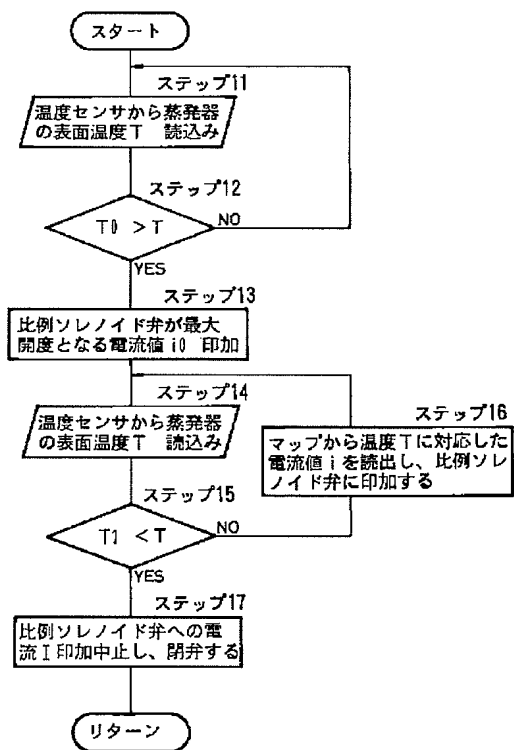 スタート
ステップ11
温度センサから蒸発器
の表面温度T 読込み
ステップ12
T0 >T
NO
YES
ステップ13
比例ソレノイド弁が最大
開度となる電流値i0 印加
ステップ14
温度センサから蒸発器
の表面温度T 読込み
ステップ16
マップから温度Tに対応した
電流値iを読出し、比例ソレ
ノイド弁に印加する
ステップ15
T1 <T
NO
YES
ステップ17
比例ソレノイド弁への電
流I印加中止し、閉弁する
リターン